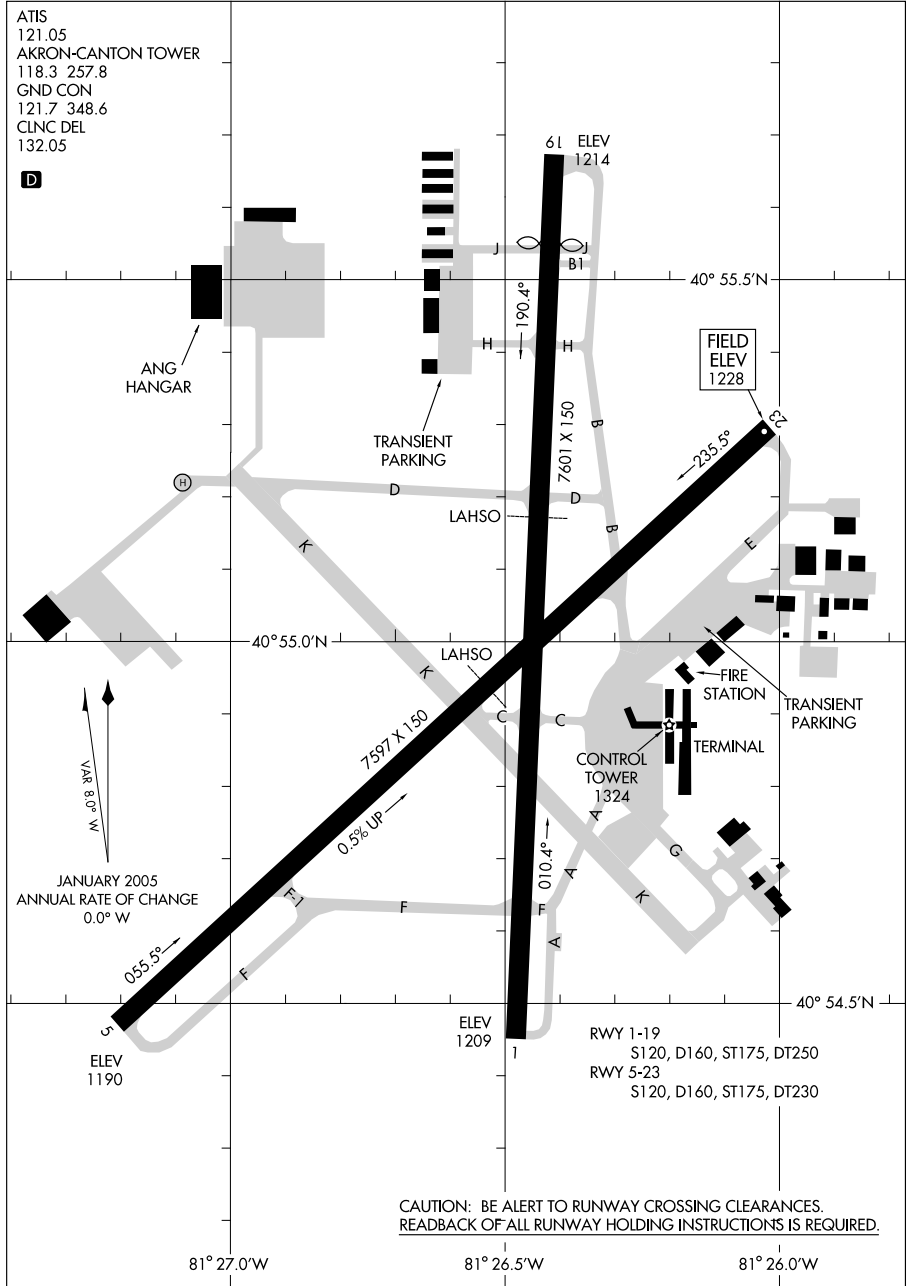 ATIS
121.05
AKRON-CANTON TOWER
118.3 257.8
GND CON
121.7 348.6
CLNC DEL
132.05
D
19
ELEV
1214
J
J
B1
40° 55.5'N
190.4°
H
H
ANG
HANGAR
FIELD
ELEV
1228
23
TRANSIENT
PARKING
7601 X 150
B
235.5°
H
D
D
LAHSO
B
K
E
40° 55.0'N
LAHSO
K
FIRE
STATION
TRANSIENT
PARKING
C
C
7597 X 150
TERMINAL
CONTROL
TOWER
1324
VAR 8.0° W
0.5% UP
010.4°
A
A
G
JANUARY 2005
ANNUAL RATE OF CHANGE
0.0° W
F-1
F
F
K
A
055.5°
F
40° 54.5'N
5
ELEV
1190
ELEV
1209
1
RWY 1-19
S120, D160, ST175, DT250
RWY 5-23
S120, D160, ST175, DT230
CAUTION: BE ALERT TO RUNWAY CROSSING CLEARANCES.
READBACK OF ALL RUNWAY HOLDING INSTRUCTIONS IS REQUIRED.
81° 27.0'W
81° 26.5'W
81° 26.0'W